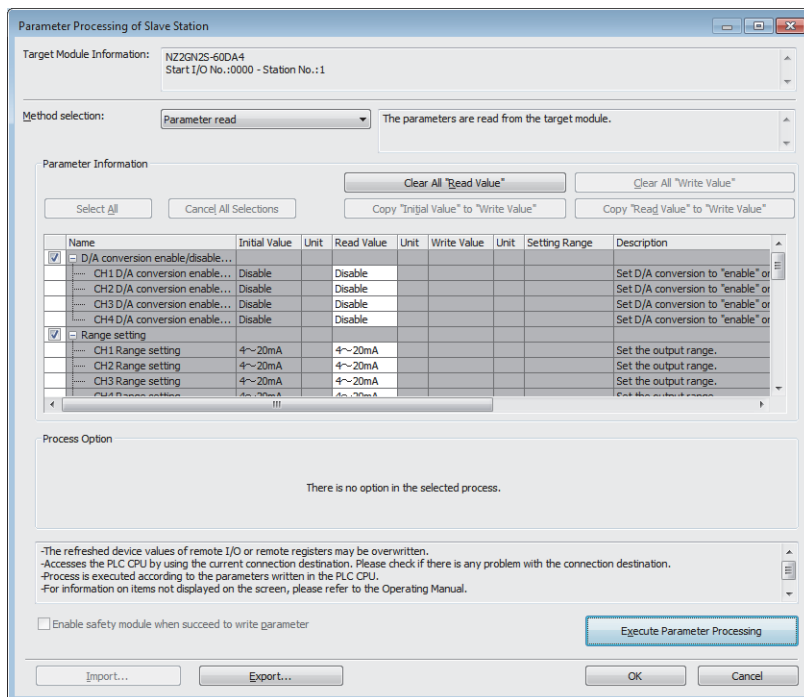 Parameter Processing of Slave Station
Target Module Information:
NZ2GN2S-60DA4
Start I/O No.:0000 - Station No.:1
Method selection:
Parameter read
The parameters are read from the target module.
Parameter Information
Clear All "Read Value"
Clear All "Write Value"
Select All
Cancel All Selections
Copy "Initial Value" to "Write Value"
Copy "Read Value" to "Write Value"
Name Initial Value Unit Read Value Unit Write Value Unit Setting Range Description
D/A conversion enable/disable...
CH1 D/A conversion enable... Disable Disable Set D/A conversion to "enable" or
CH2 D/A conversion enable... Disable Disable Set D/A conversion to "enable" or
CH3 D/A conversion enable... Disable Disable Set D/A conversion to "enable" or
CH4 D/A conversion enable... Disable Disable Set D/A conversion to "enable" or
Range setting
CH1 Range setting 4～20mA 4～20mA Set the output range.
CH2 Range setting 4～20mA 4～20mA Set the output range.
CH3 Range setting 4～20mA 4～20mA Set the output range.
CH4 Range setting 4～20mA 4～20mA Set the output range.
Process Option
There is no option in the selected process.
-The refreshed device values of remote I/O or remote registers may be overwritten.
-Accesses the PLC CPU by using the current connection destination. Please check if there is any problem with the connection destination.
-Process is executed according to the parameters written in the PLC CPU.
-For information on items not displayed on the screen, please refer to the Operating Manual.
Enable safety module when succeed to write parameter
Execute Parameter Processing
Import...
Export...
OK
Cancel